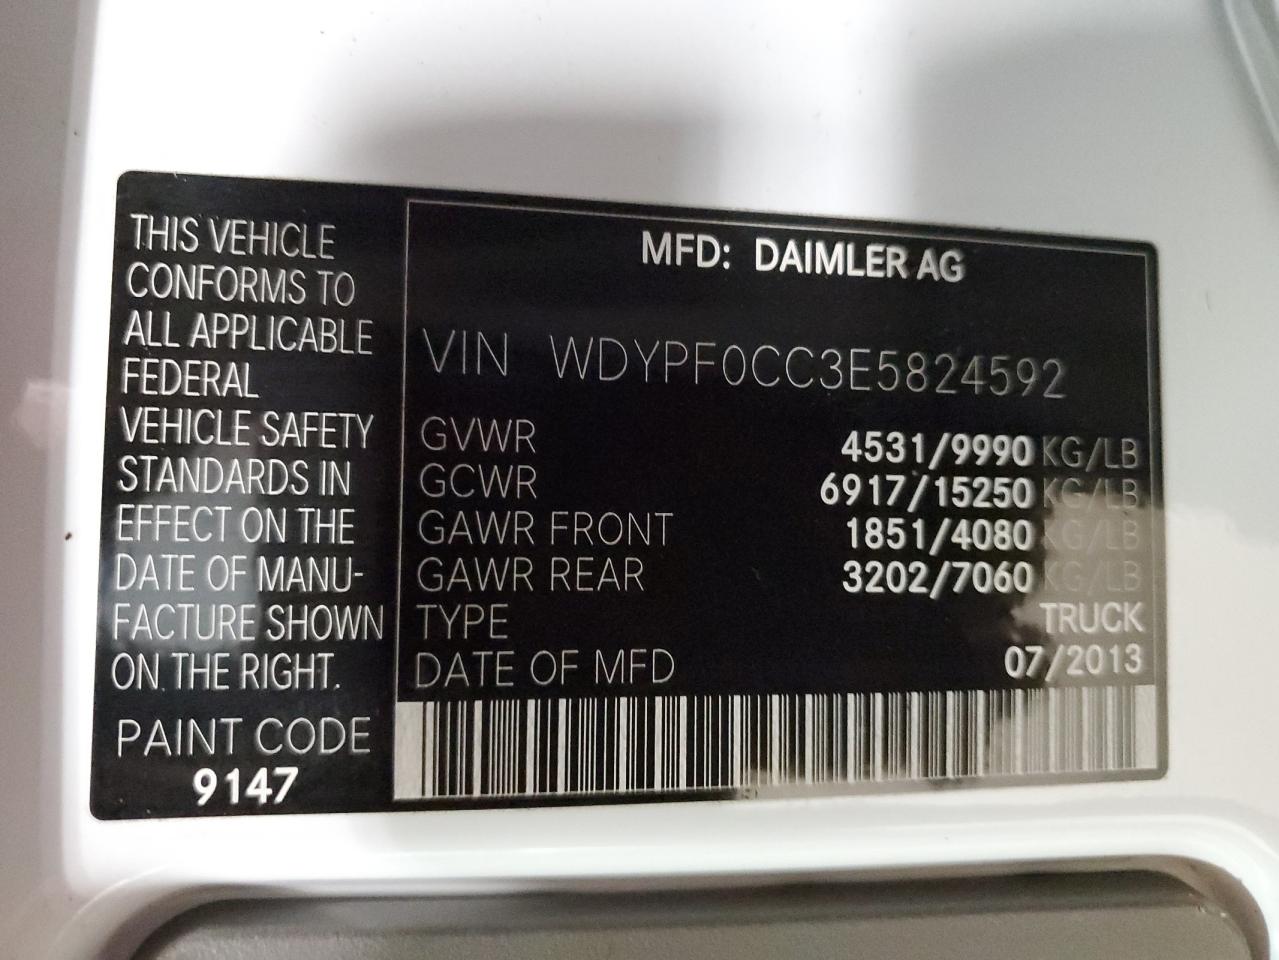 THIS VEHICLE
CONFORMS TO
ALL APPLICABLE
FEDERAL
VEHICLE SAFETY
STANDARDS IN
EFFECT ON THE
DATE OF MANU-
FACTURE SHOWN
ON THE RIGHT.
PAINT CODE
9147
MFD: DAIMLER AG
VIN WDYPF0CC3E5824592
GVWR 4531/9990 KG/LB
GCWR 6917/15250 KG/LB
GAWR FRONT 1851/4080 KG/LB
GAWR REAR 3202/7060 KG/LB
TYPE TRUCK
DATE OF MFD 07/2013